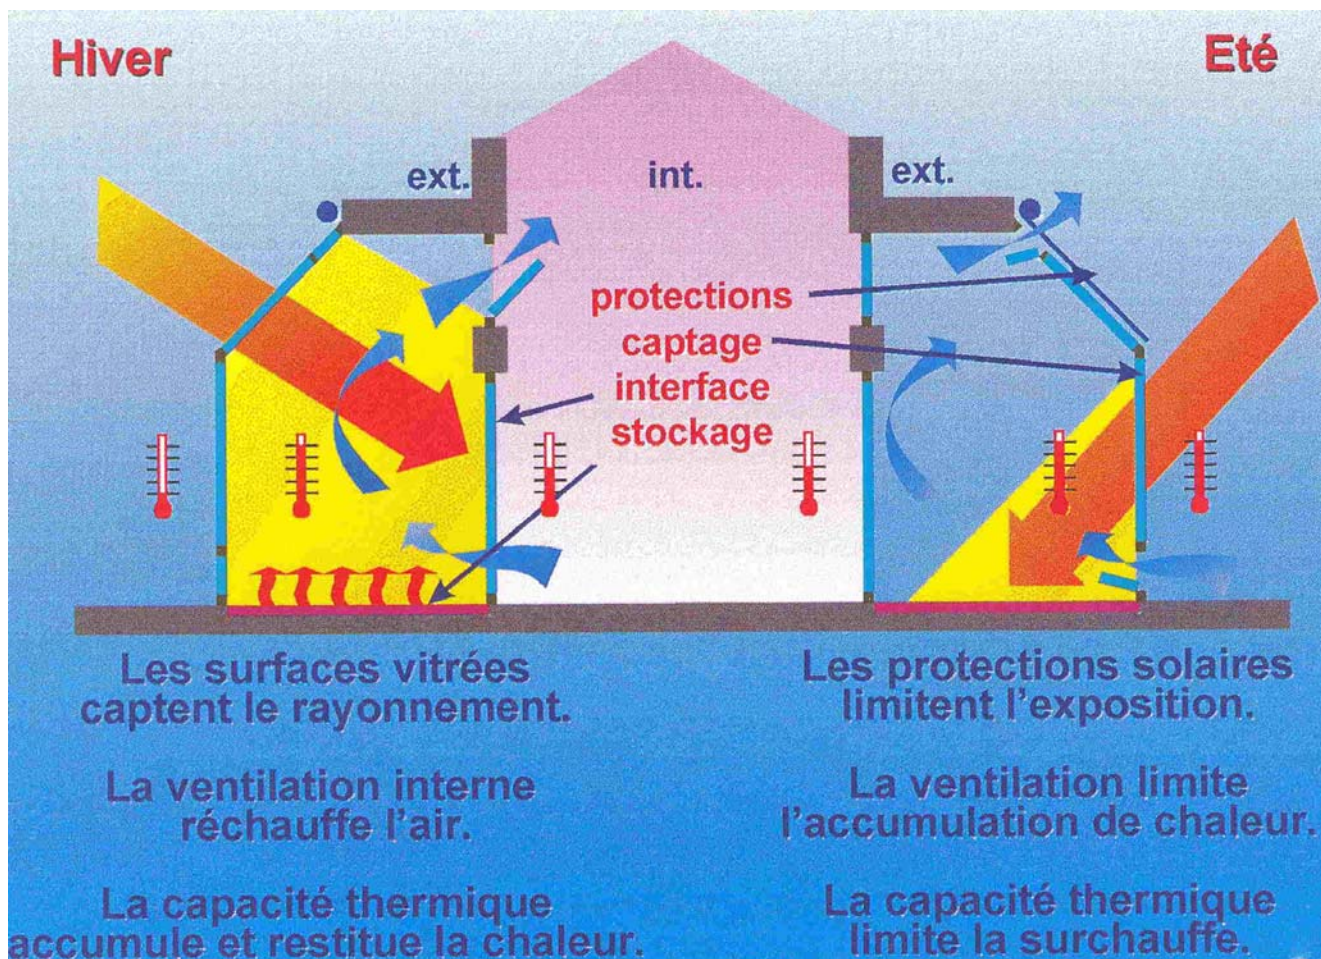 Hiver
Eté
ext.
int.
ext.
protections
captage
interface
stockage
Les surfaces vitrées
captent le rayonnement.
La ventilation interne
réchauffe l'air.
La capacité thermique
accumule et restitue la chaleur.
Les protections solaires
limitent l'exposition.
La ventilation limite
l'accumulation de chaleur.
La capacité thermique
limite la surchauffe.